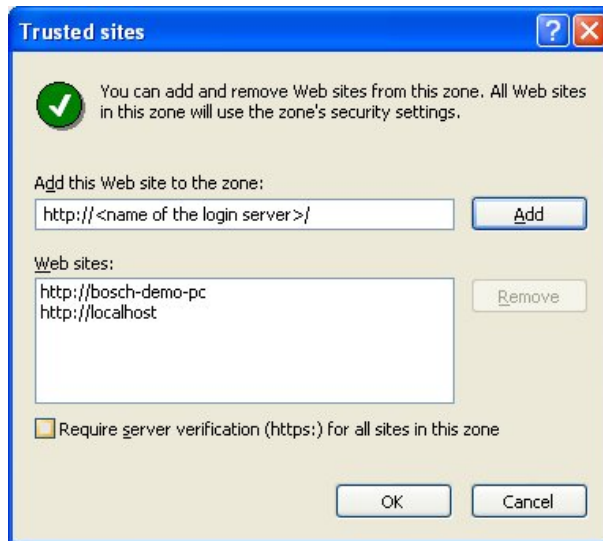 Trusted sites
You can add and remove Web sites from this zone. All Web sites
in this zone will use the zone's security settings.
Add this Web site to the zone:
http://<name of the login server>/
Add
Web sites:
http://bosch-demo-pc
http://localhost
Remove
Require server verification (https:) for all sites in this zone
OK
Cancel